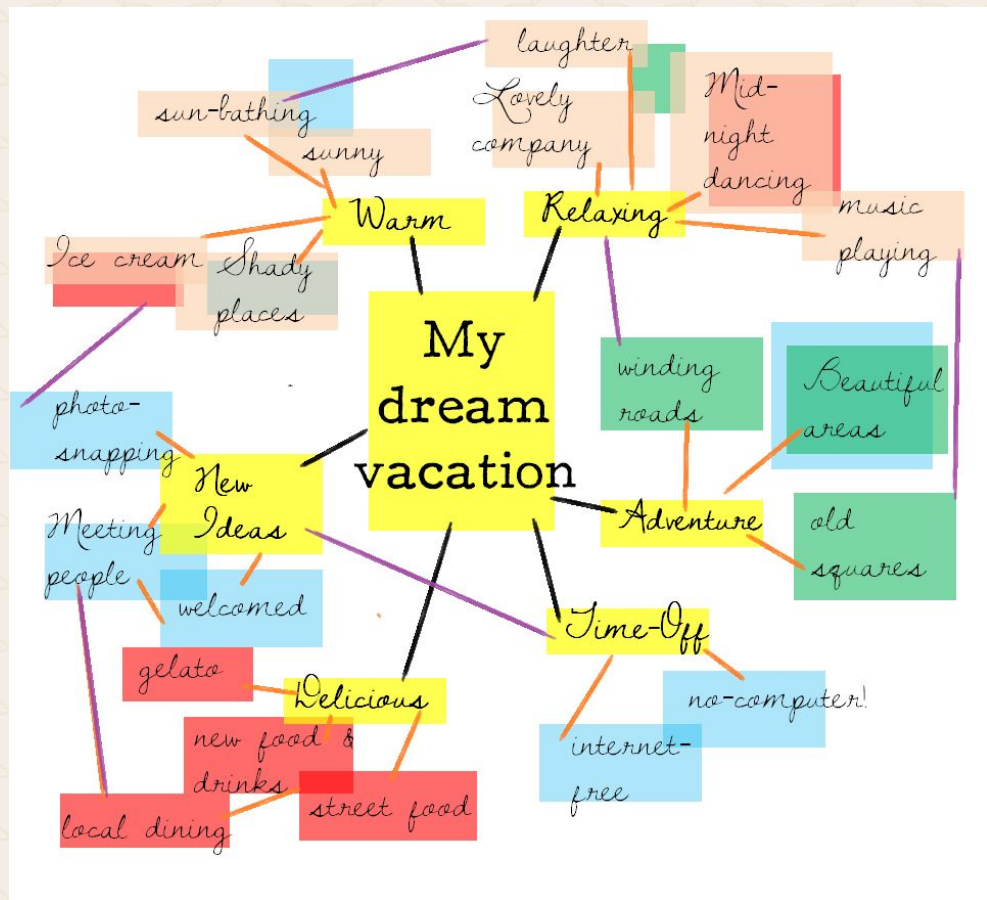 laughter
sun-bathing
sunny
Lovely
company
Mid-
night
dancing
Warm
Relaxing
music
playing
Ice cream
Shady
places
My
dream
vacation
winding
roads
Beautiful
areas
photo-
snapping
New
Ideas
Meeting
people
welcomed
Adventure
old
squares
Time-Off
no-computer!
internet-
free
gelato
Delicious
new food &
drinks
street food
local dining